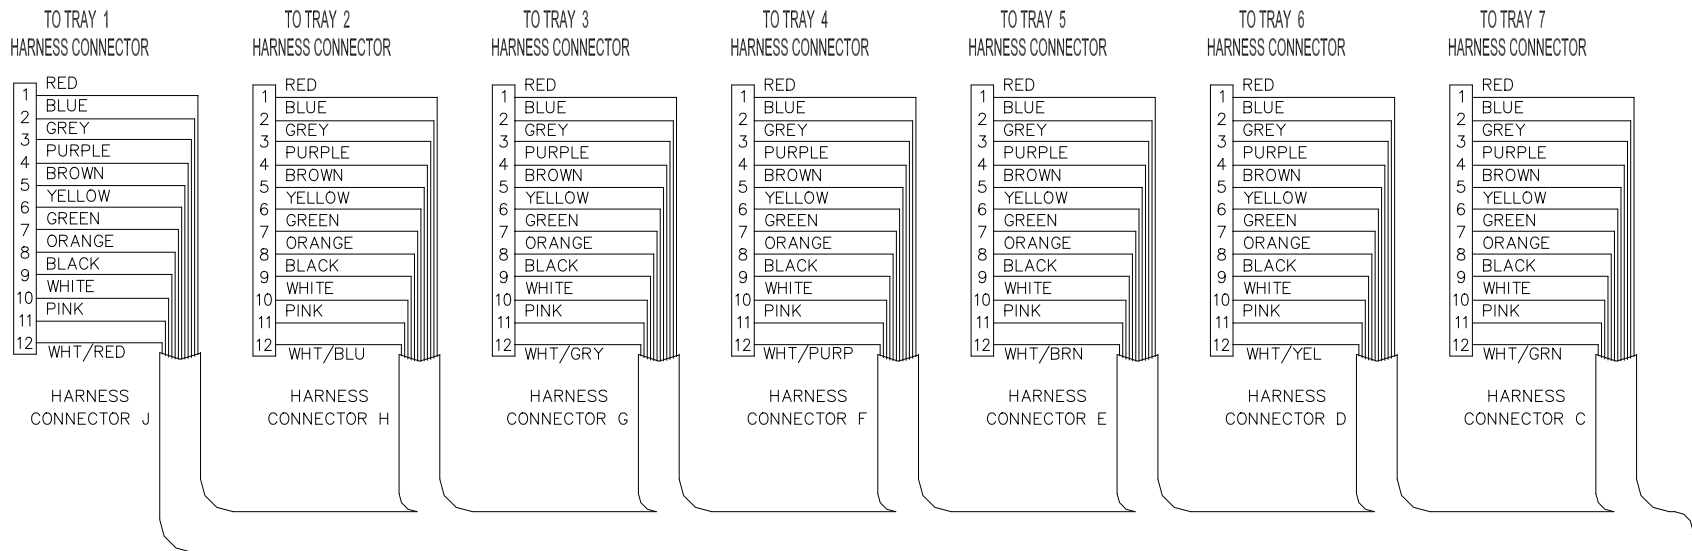 TO TRAY 1
HARNESS CONNECTOR
RED
1
BLUE
2
GREY
3
PURPLE
4
BROWN
5
YELLOW
6
GREEN
7
ORANGE
8
BLACK
9
WHITE
10
PINK
11
12
WHT/RED
HARNESS
CONNECTOR J
TO TRAY 2
HARNESS CONNECTOR
RED
1
BLUE
2
GREY
3
PURPLE
4
BROWN
5
YELLOW
6
GREEN
7
ORANGE
8
BLACK
9
WHITE
10
PINK
11
12
WHT/BLU
HARNESS
CONNECTOR H
TO TRAY 3
HARNESS CONNECTOR
RED
1
BLUE
2
GREY
3
PURPLE
4
BROWN
5
YELLOW
6
GREEN
7
ORANGE
8
BLACK
9
WHITE
10
PINK
11
12
WHT/GRY
HARNESS
CONNECTOR G
TO TRAY 4
HARNESS CONNECTOR
RED
1
BLUE
2
GREY
3
PURPLE
4
BROWN
5
YELLOW
6
GREEN
7
ORANGE
8
BLACK
9
WHITE
10
PINK
11
12
WHT/PURP
HARNESS
CONNECTOR F
TO TRAY 5
HARNESS CONNECTOR
RED
1
BLUE
2
GREY
3
PURPLE
4
BROWN
5
YELLOW
6
GREEN
7
ORANGE
8
BLACK
9
WHITE
10
PINK
11
12
WHT/BRN
HARNESS
CONNECTOR E
TO TRAY 6
HARNESS CONNECTOR
RED
1
BLUE
2
GREY
3
PURPLE
4
BROWN
5
YELLOW
6
GREEN
7
ORANGE
8
BLACK
9
WHITE
10
PINK
11
12
WHT/YEL
HARNESS
CONNECTOR D
TO TRAY 7
HARNESS CONNECTOR
RED
1
BLUE
2
GREY
3
PURPLE
4
BROWN
5
YELLOW
6
GREEN
7
ORANGE
8
BLACK
9
WHITE
10
PINK
11
12
WHT/GRN
HARNESS
CONNECTOR C